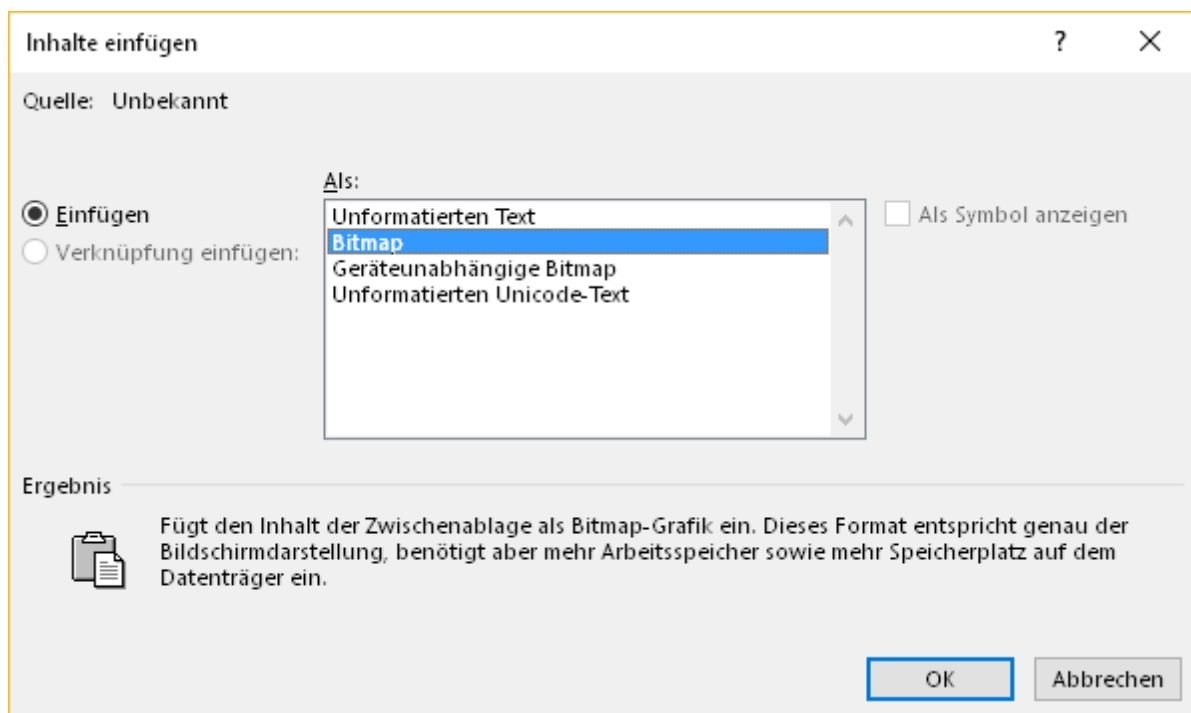 Inhalte einfügen
?
Quelle: Unbekannt
Als:
Einfügen
Verknüpfung einfügen:
Unformatierten Text
Bitmap
Geräteunabhängige Bitmap
Unformatierten Unicode-Text
Als Symbol anzeigen
Ergebnis
Fügt den Inhalt der Zwischenablage als Bitmap-Grafik ein. Dieses Format entspricht genau der
Bildschirmdarstellung, benötigt aber mehr Arbeitsspeicher sowie mehr Speicherplatz auf dem
Datenträger ein.
OK
Abbrechen